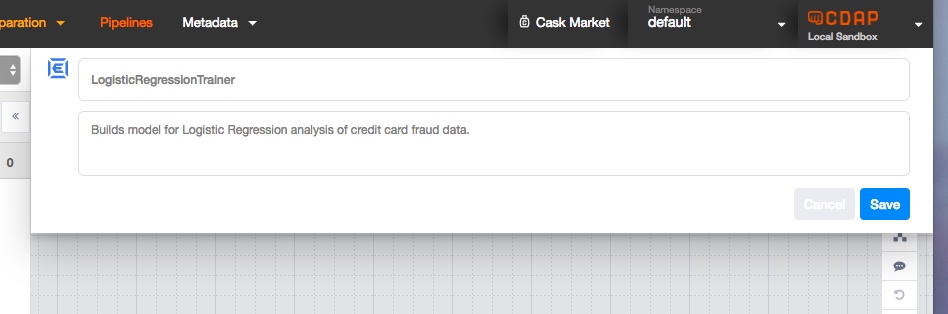 paration
Pipelines
Metadata
Cask Market
Namespace
default
CDAP
Local Sandbox
LogisticRegressionTrainer
Builds model for Logistic Regression analysis of credit card fraud data.
0
Cancel
Save